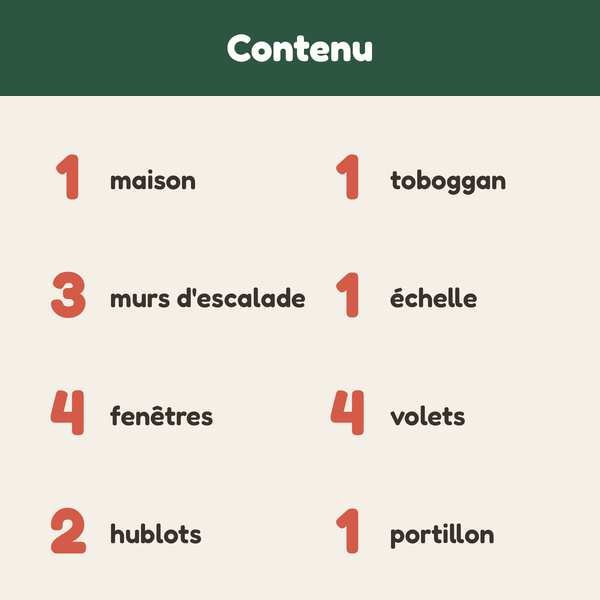 Contenu
1 maison
1 toboggan
3 murs d'escalade
1 échelle
4 fenêtres
4 volets
2 hublots
1 portillon